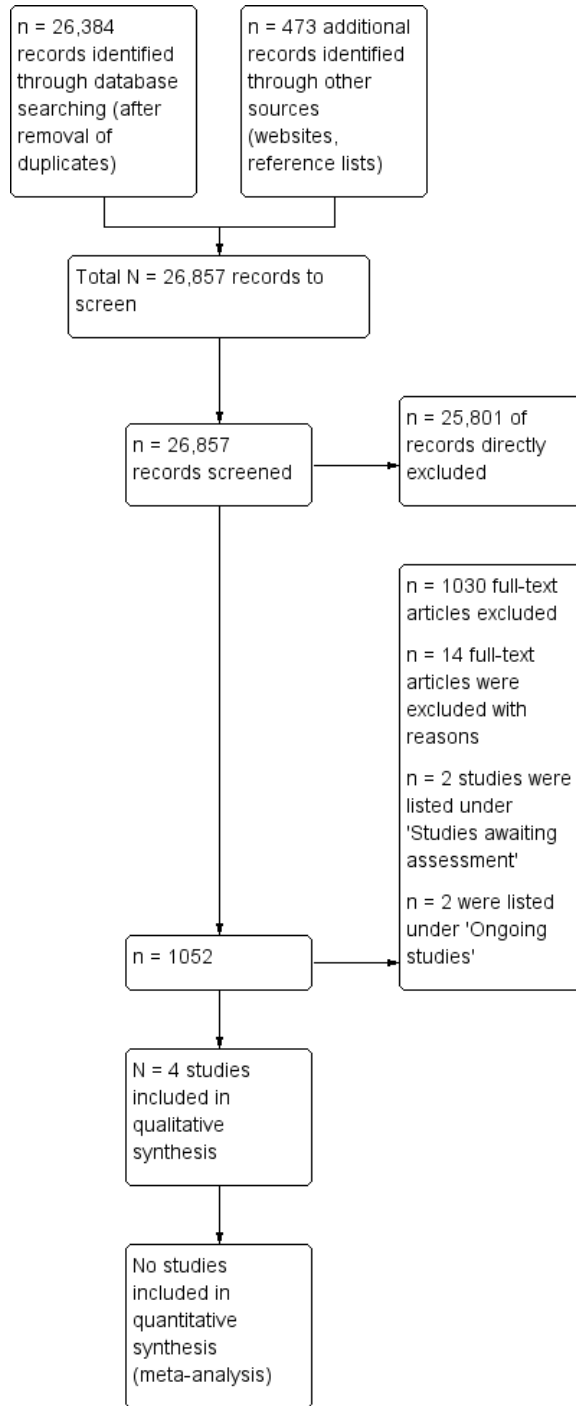 n = 26,384
records identified
through database
searching (after
removal of
duplicates)
n = 473 additional
records identified
through other
sources
(websites,
reference lists)
Total N = 26,857 records to
screen
n = 26,857
records screened
n = 25,801 of
records directly
excluded
n = 1030 full-text
articles excluded
n = 14 full-text
articles were
excluded with
reasons
n = 2 studies were
listed under
'Studies awaiting
assessment'
n = 2 were listed
under 'Ongoing
studies'
n = 1052
N = 4 studies
included in
qualitative
synthesis
No studies
included in
quantitative
synthesis
(meta-analysis)